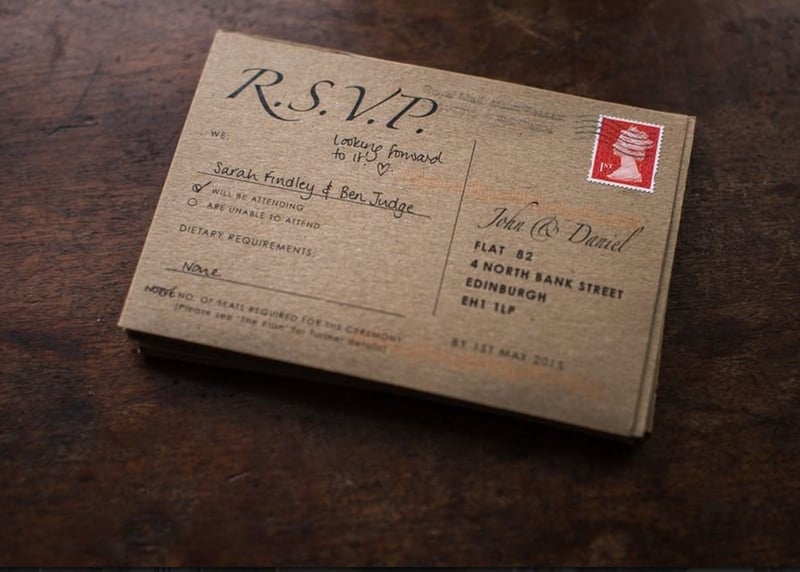 R.S.V.P.
WE:
Looking forward
to it! ♡
Sarah Findley & Ben Judge
WILL BE ATTENDING
ARE UNABLE TO ATTEND
DIETARY REQUIREMENTS:
None
NO. OF SEATS REQUIRED FOR THE CEREMONY
(Please see 'The Plan' for further details)
1ST
John & Daniel
FLAT 82
4 NORTH BANK STREET
EDINBURGH
EH1 1LP
BY 1ST MAY 2015